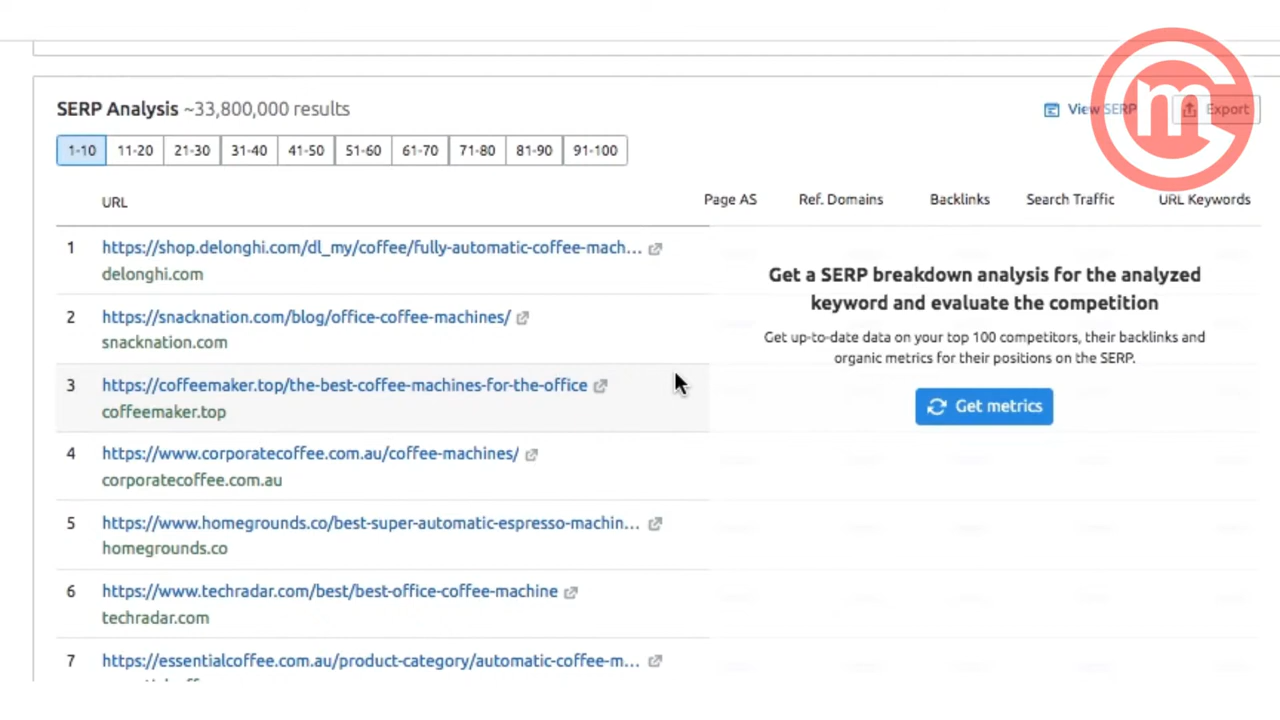 SERP Analysis ~33,800,000 results
View SERP
Export
1-10 11-20 21-30 31-40 41-50 51-60 61-70 71-80 81-90 91-100
URL Page AS Ref. Domains Backlinks Search Traffic URL Keywords
1 https://shop.delonghi.com/dl_my/coffee/fully-automatic-coffee-mach...
delonghi.com
2 https://snacknation.com/blog/office-coffee-machines/
snacknation.com
3 https://coffeemaker.top/the-best-coffee-machines-for-the-office
coffeemaker.top
4 https://www.corporatecoffee.com.au/coffee-machines/
corporatecoffee.com.au
5 https://www.homegrounds.co/best-super-automatic-espresso-machin...
homegrounds.co
6 https://www.techradar.com/best/best-office-coffee-machine
techradar.com
7 https://essentialcoffee.com.au/product-category/automatic-coffee-m...
Get a SERP breakdown analysis for the analyzed
keyword and evaluate the competition
Get up-to-date data on your top 100 competitors, their backlinks and
organic metrics for their positions on the SERP.
Get metrics
m